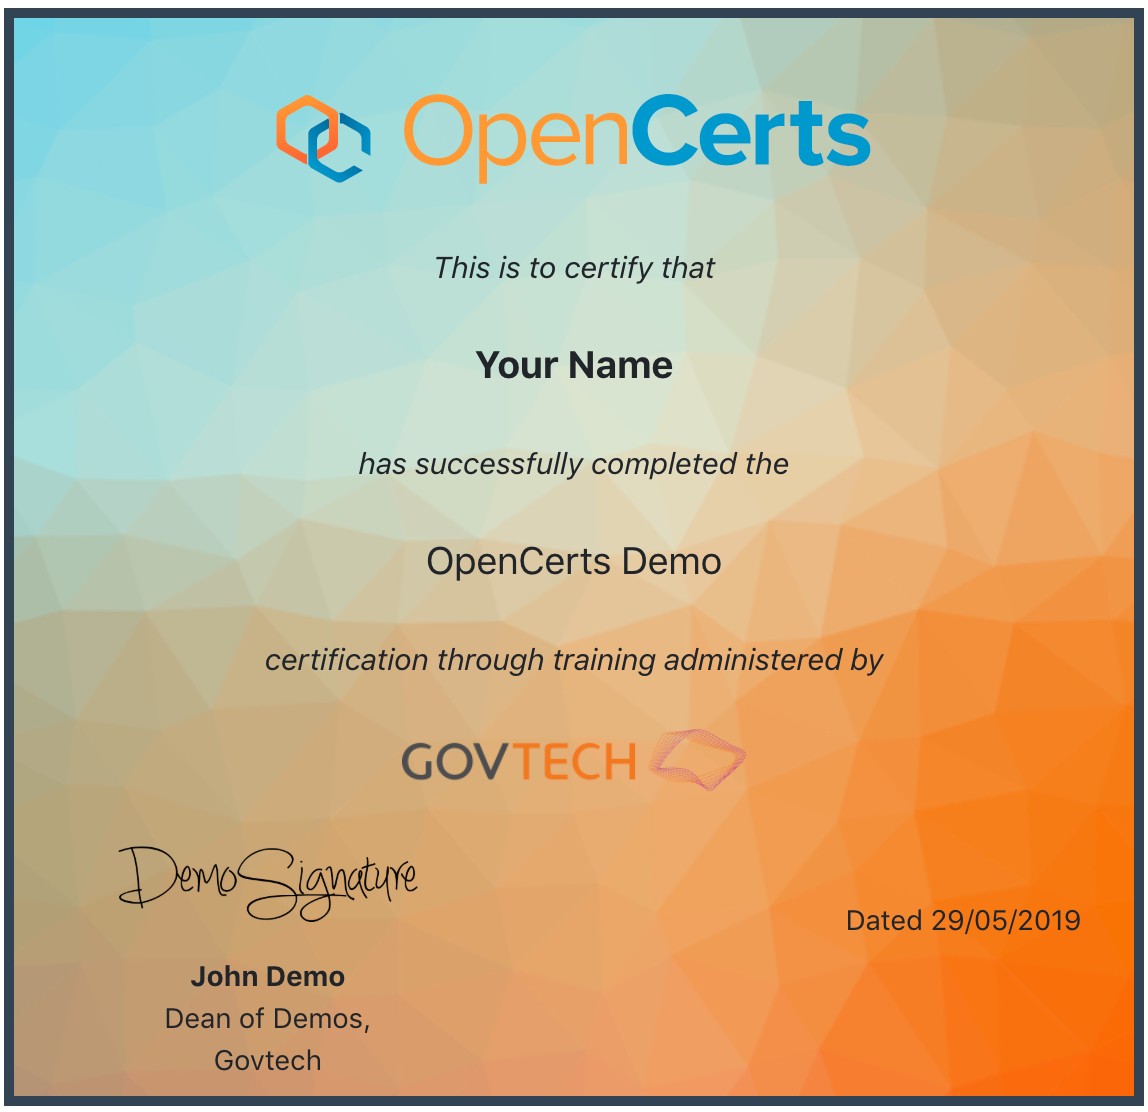 OpenCerts
This is to certify that
Your Name
has successfully completed the
OpenCerts Demo
certification through training administered by
GOVTECH
DemoSignature
Dated 29/05/2019
John Demo
Dean of Demos,
Govtech